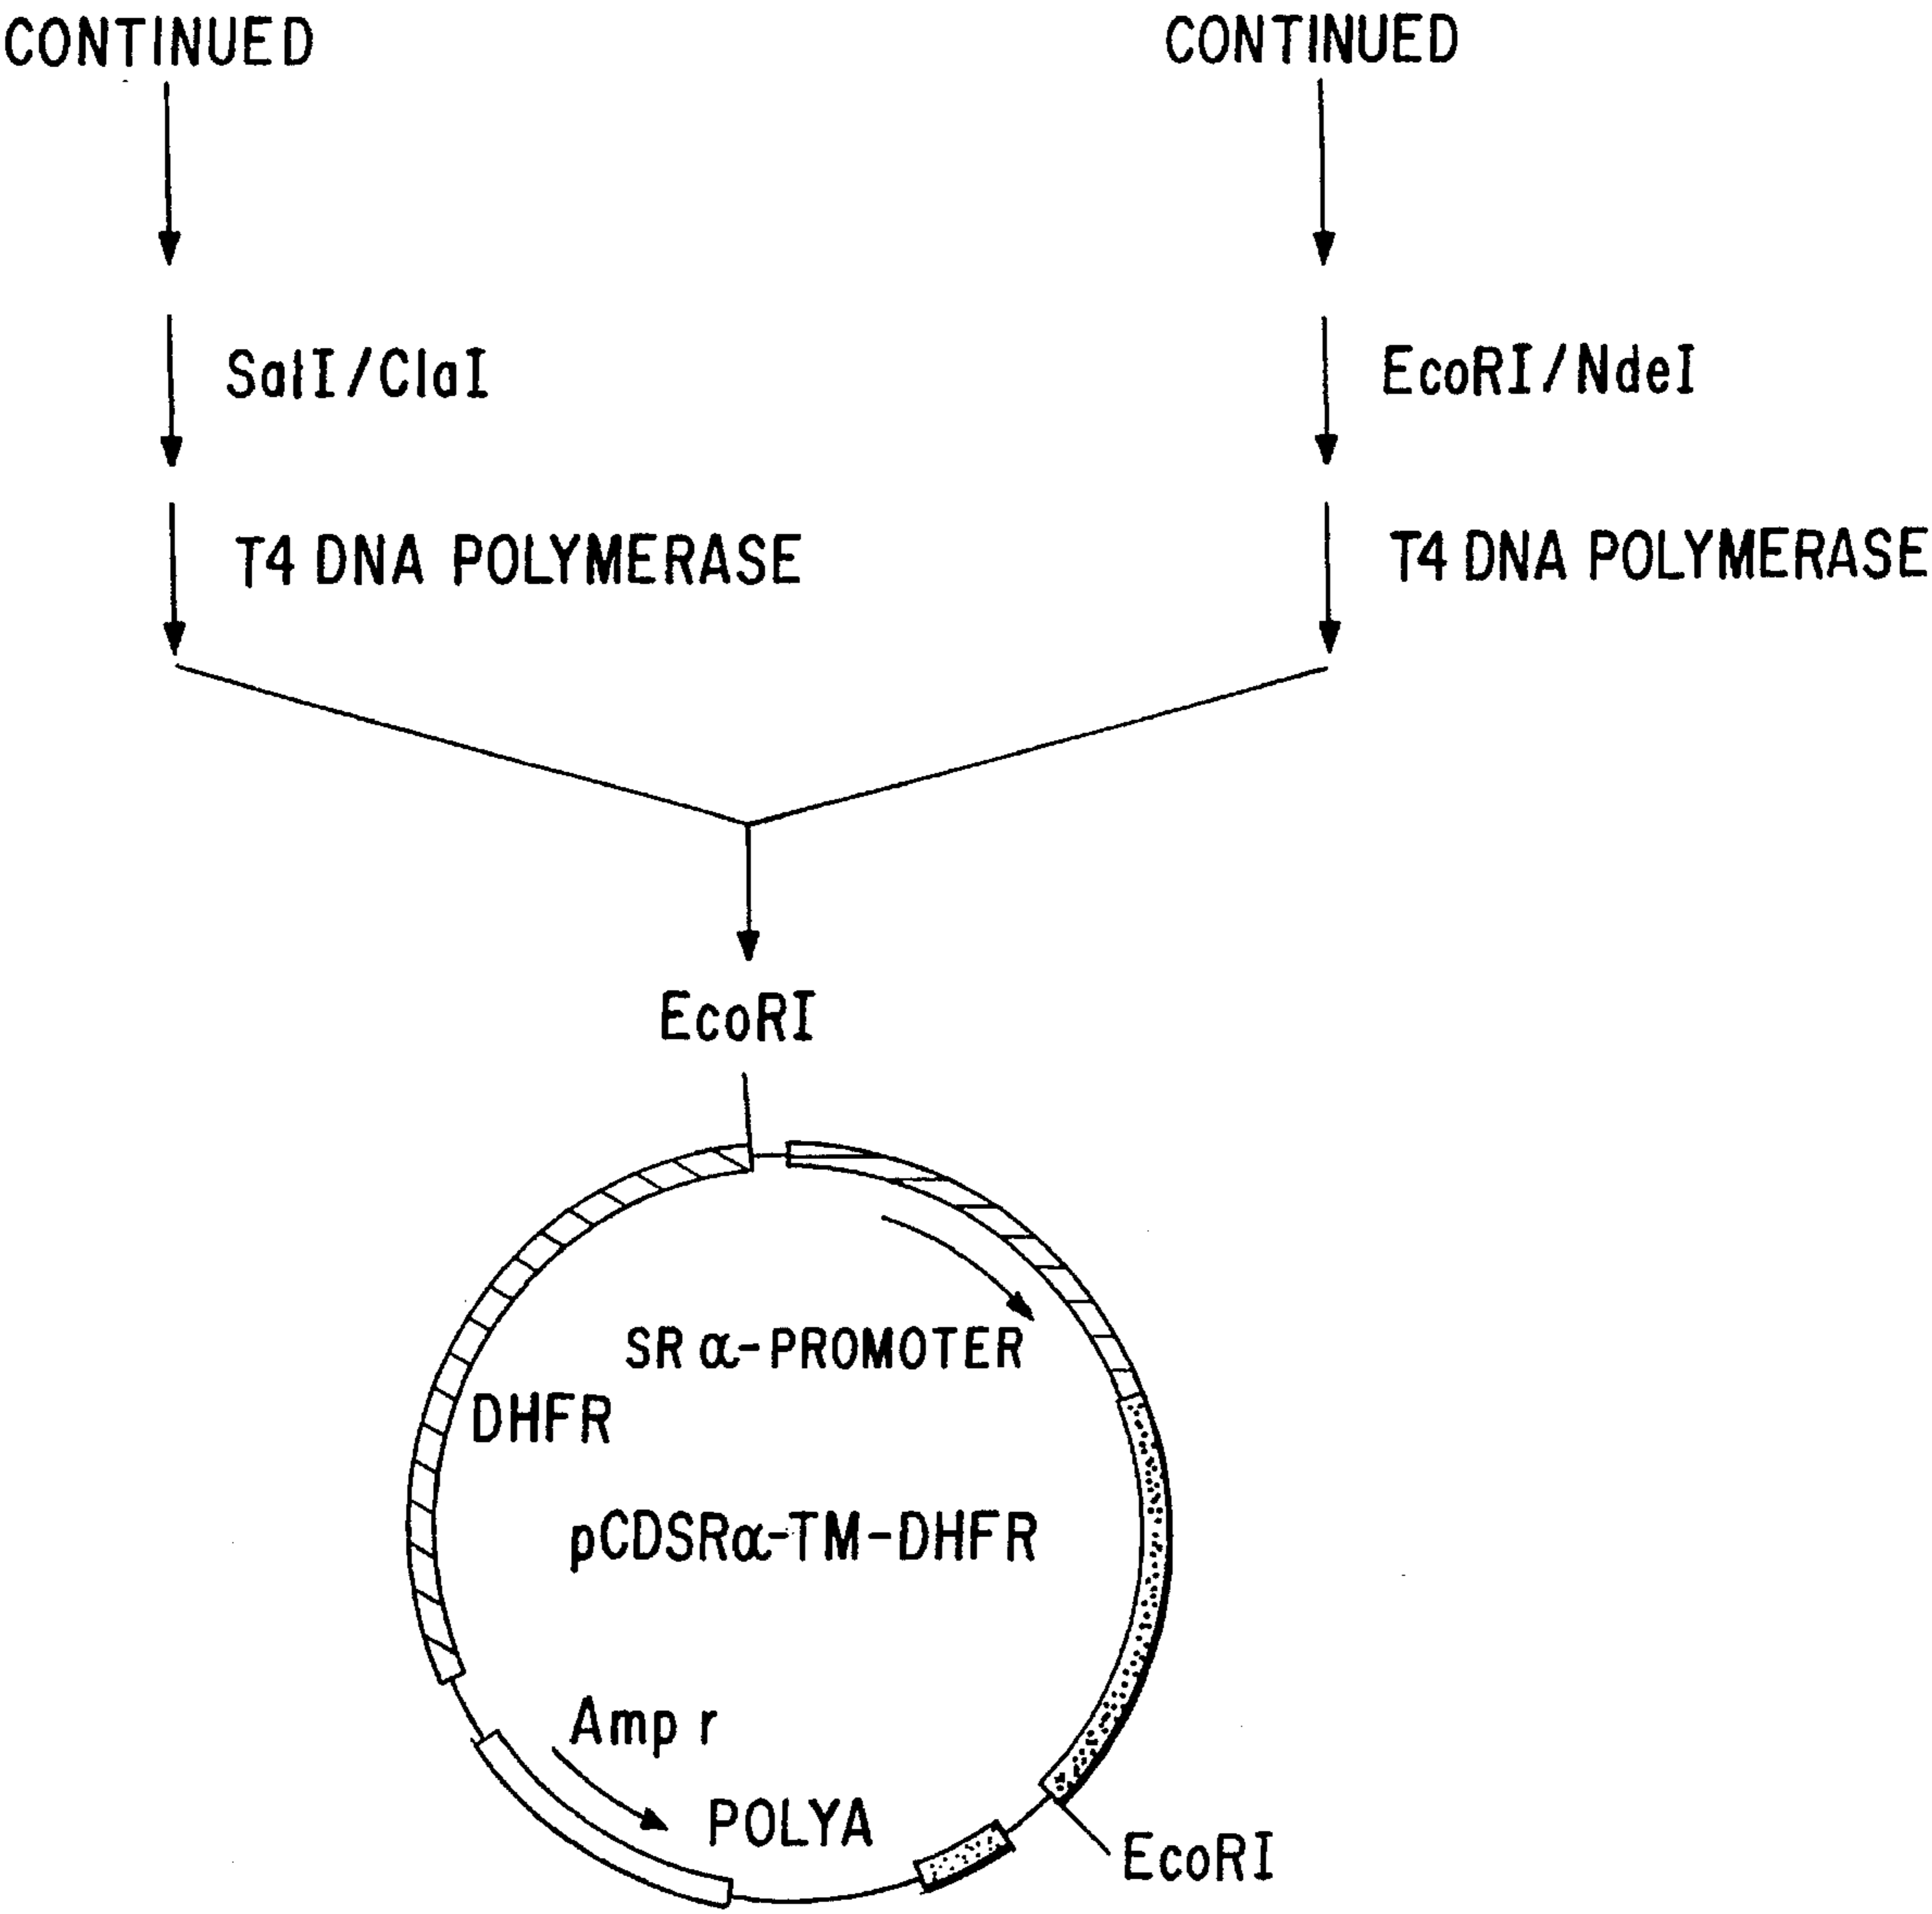 CONTINUED
CONTINUED
SalI/ClaI
EcoRI/NdeI
T4 DNA POLYMERASE
T4 DNA POLYMERASE
EcoRI
SR α-PROMOTER
DHFR
pCDSRα-TM-DHFR
Amp r
POLYA
EcoRI